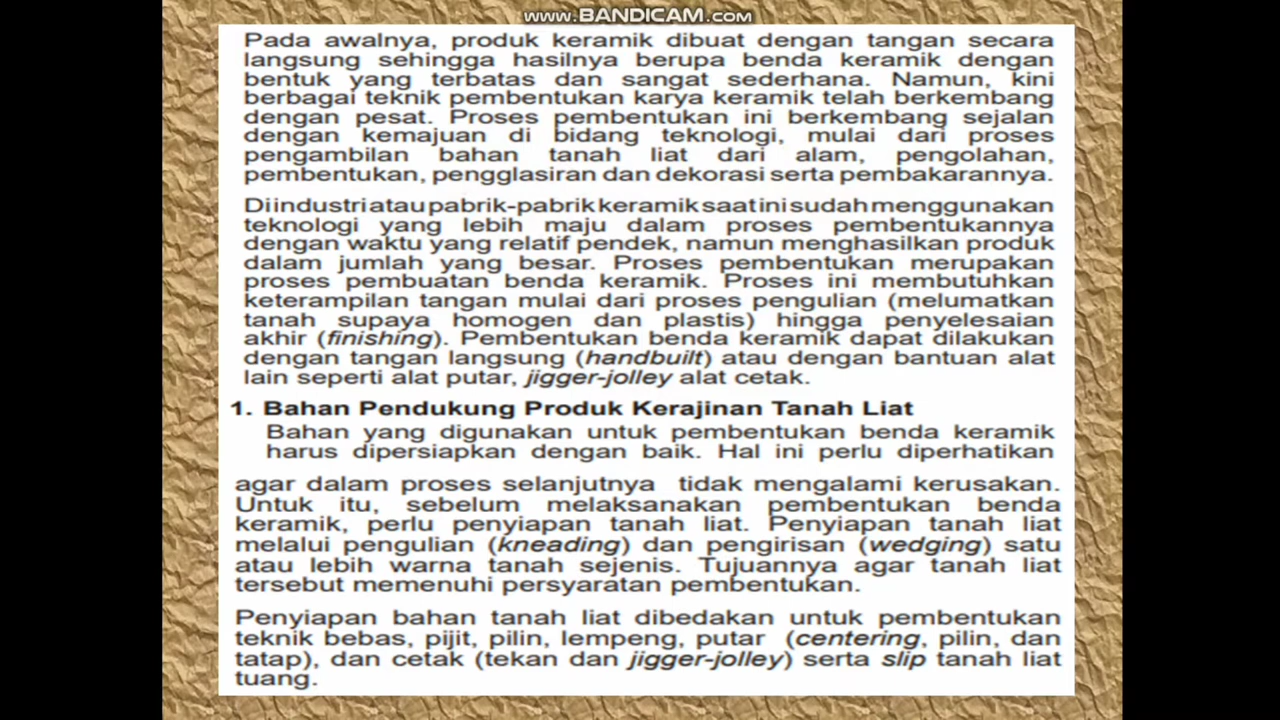 www.BANDICAM.com
Pada awalnya, produk keramik dibuat dengan tangan secara
langsung sehingga hasilnya berupa benda keramik dengan
bentuk yang terbatas dan sangat sederhana. Namun, kini
berbagai teknik pembentukan karya keramik telah berkembang
dengan pesat. Proses pembentukan ini berkembang sejalan
dengan kemajuan di bidang teknologi, mulai dari proses
pengambilan bahan tanah liat dari alam, pengolahan,
pembentukan, pengglasiran dan dekorasi serta pembakarannya.
Di industri atau pabrik-pabrik keramik saat ini sudah menggunakan
teknologi yang lebih maju dalam proses pembentukannya
dengan waktu yang relatif pendek, namun menghasilkan produk
dalam jumlah yang besar. Proses pembentukan merupakan
proses pembuatan benda keramik. Proses ini membutuhkan
keterampilan tangan mulai dari proses pengulian (melumatkan
tanah supaya homogen dan plastis) hingga penyelesaian
akhir (finishing). Pembentukan benda keramik dapat dilakukan
dengan tangan langsung (handbuilt) atau dengan bantuan alat
lain seperti alat putar, jigger-jolley alat cetak.
1. Bahan Pendukung Produk Kerajinan Tanah Liat
Bahan yang digunakan untuk pembentukan benda keramik
harus dipersiapkan dengan baik. Hal ini perlu diperhatikan
agar dalam proses selanjutnya tidak mengalami kerusakan.
Untuk itu, sebelum melaksanakan pembentukan benda
keramik, perlu penyiapan tanah liat. Penyiapan tanah liat
melalui pengulian (kneading) dan pengirisan (wedging) satu
atau lebih warna tanah sejenis. Tujuannya agar tanah liat
tersebut memenuhi persyaratan pembentukan.
Penyiapan bahan tanah liat dibedakan untuk pembentukan
teknik bebas, pijit, pilin, lempeng, putar (centering, pilin, dan
tatap), dan cetak (tekan dan jigger-jolley) serta slip tanah liat
tuang.